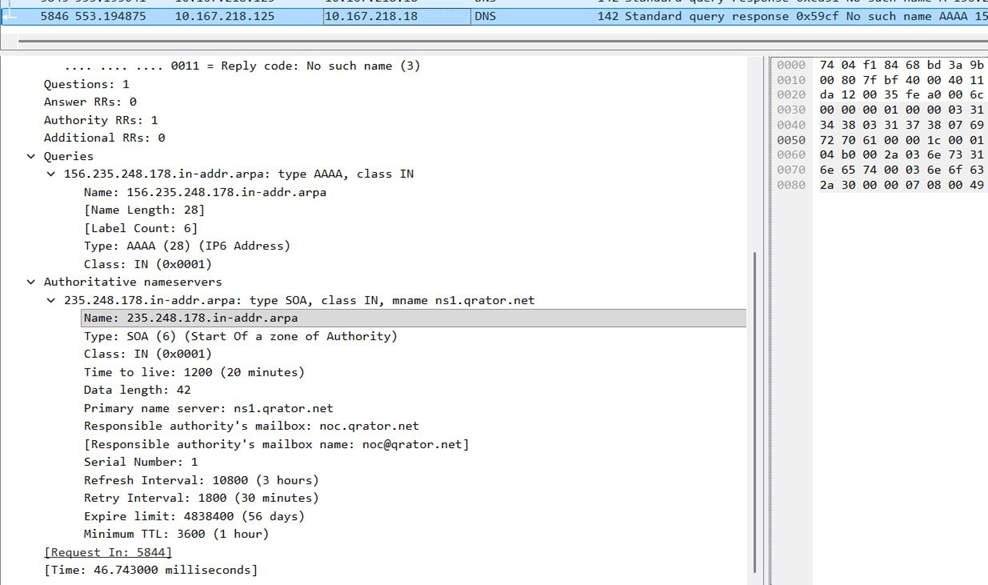 5846 553.194875 10.167.218.125 10.167.218.18 DNS 142 Standard query response 0x59cf No such name AAAA 15
.... .... .... 0011 = Reply code: No such name (3)
Questions: 1
Answer RRs: 0
Authority RRs: 1
Additional RRs: 0
Queries
156.235.248.178.in-addr.arpa: type AAAA, class IN
Name: 156.235.248.178.in-addr.arpa
[Name Length: 28]
[Label Count: 6]
Type: AAAA (28) (IP6 Address)
Class: IN (0x0001)
Authoritative nameservers
235.248.178.in-addr.arpa: type SOA, class IN, mname ns1.qrator.net
Name: 235.248.178.in-addr.arpa
Type: SOA (6) (Start Of a zone of Authority)
Class: IN (0x0001)
Time to live: 1200 (20 minutes)
Data length: 42
Primary name server: ns1.qrator.net
Responsible authority's mailbox: noc.qrator.net
[Responsible authority's mailbox name: noc@qrator.net]
Serial Number: 1
Refresh Interval: 10800 (3 hours)
Retry Interval: 1800 (30 minutes)
Expire limit: 4838400 (56 days)
Minimum TTL: 3600 (1 hour)
[Request In: 5844]
[Time: 46.743000 milliseconds]
0000 74 04 f1 84 68 bd 3a 9b
0010 00 80 7f bf 40 00 40 11
0020 da 12 00 35 fe a0 00 6c
0030 00 00 00 01 00 00 03 31
0040 34 38 03 31 37 38 07 69
0050 72 70 61 00 00 1c 00 01
0060 04 b0 00 2a 03 6e 73 31
0070 6e 65 74 00 03 6e 6f 63
0080 2a 30 00 00 07 08 00 49